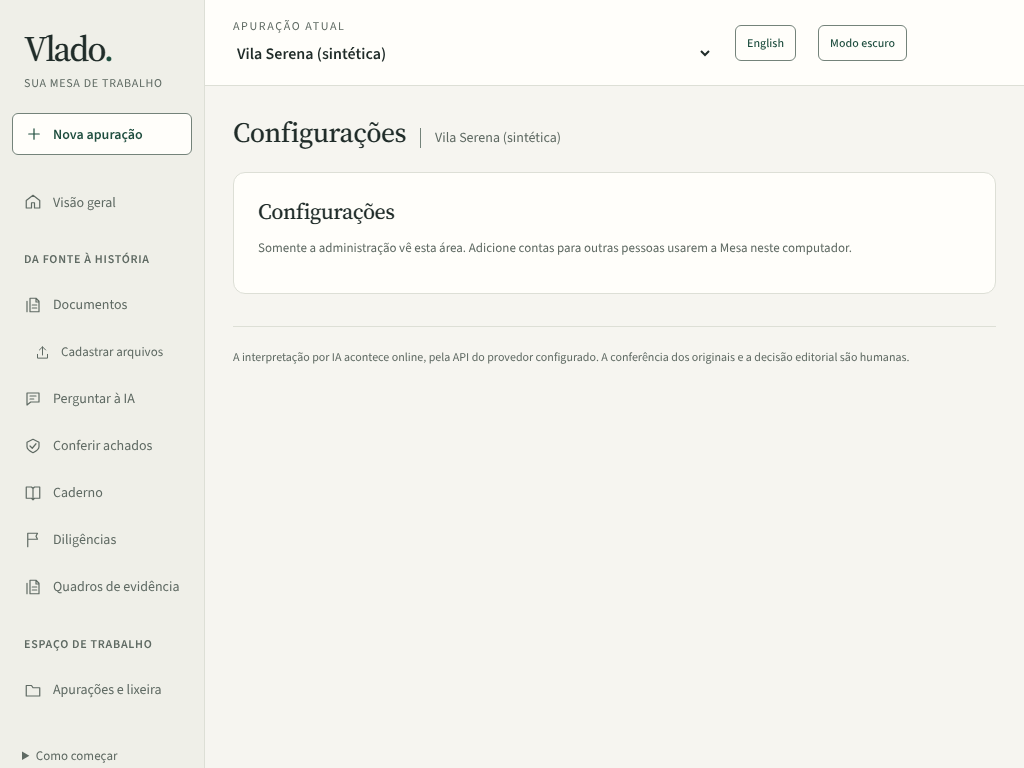 Vlado.
SUA MESA DE TRABALHO
Nova apuração
Visão geral
DA FONTE À HISTÓRIA
Documentos
Cadastrar arquivos
Perguntar à IA
Conferir achados
Caderno
Diligências
Quadros de evidência
ESPAÇO DE TRABALHO
Apurações e lixeira
Como começar
APURAÇÃO ATUAL
Vila Serena (sintética)
English
Modo escuro
Configurações
Vila Serena (sintética)
Configurações
Somente a administração vê esta área. Adicione contas para outras pessoas usarem a Mesa neste computador.
A interpretação por IA acontece online, pela API do provedor configurado. A conferência dos originais e a decisão editorial são humanas.